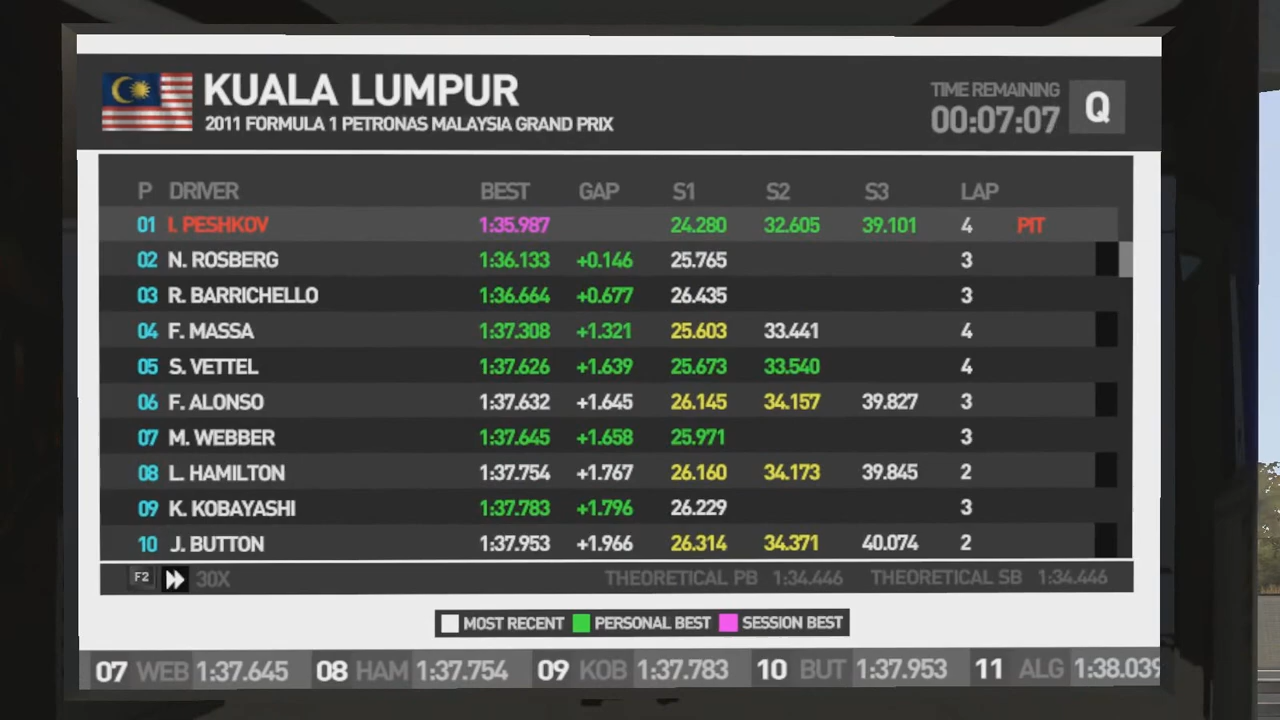 KUALA LUMPUR
2011 FORMULA 1 PETRONAS MALAYSIA GRAND PRIX
TIME REMAINING
00:07:07
Q
P DRIVER BEST GAP S1 S2 S3 LAP
01 I. PESHKOV 1:35.987 24.280 32.605 39.101 4 PIT
02 N. ROSBERG 1:36.133 +0.146 25.765 3
03 R. BARRICHELLO 1:36.664 +0.677 26.435 3
04 F. MASSA 1:37.308 +1.321 25.603 33.441 4
05 S. VETTEL 1:37.626 +1.639 25.673 33.540 4
06 F. ALONSO 1:37.632 +1.645 26.145 34.157 39.827 3
07 M. WEBBER 1:37.645 +1.658 25.971 3
08 L. HAMILTON 1:37.754 +1.767 26.160 34.173 39.845 2
09 K. KOBAYASHI 1:37.783 +1.796 26.229 3
10 J. BUTTON 1:37.953 +1.966 26.314 34.371 40.074 2
F2 30X THEORETICAL PB 1:34.446 THEORETICAL SB 1:34.446
MOST RECENT PERSONAL BEST SESSION BEST
07 WEB 1:37.645 08 HAM 1:37.754 09 KOB 1:37.783 10 BUT 1:37.953 11 ALG 1:38.039